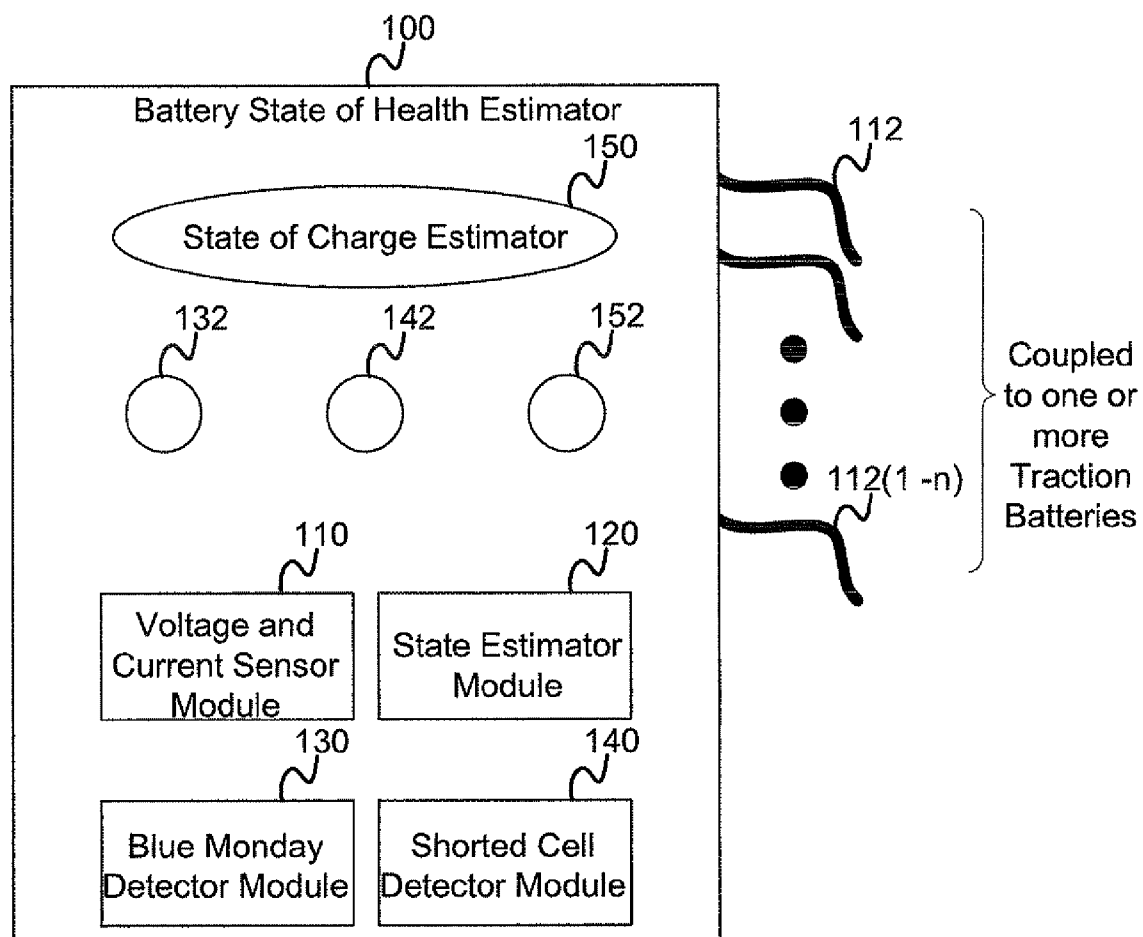 100
Battery State of Health Estimator
150
State of Charge Estimator
112
132
142
152
Coupled
to one or
more
Traction
Batteries
112(1 -n)
110
120
Voltage and
Current Sensor
Module
State Estimator
Module
130
140
Blue Monday
Detector Module
Shorted Cell
Detector Module